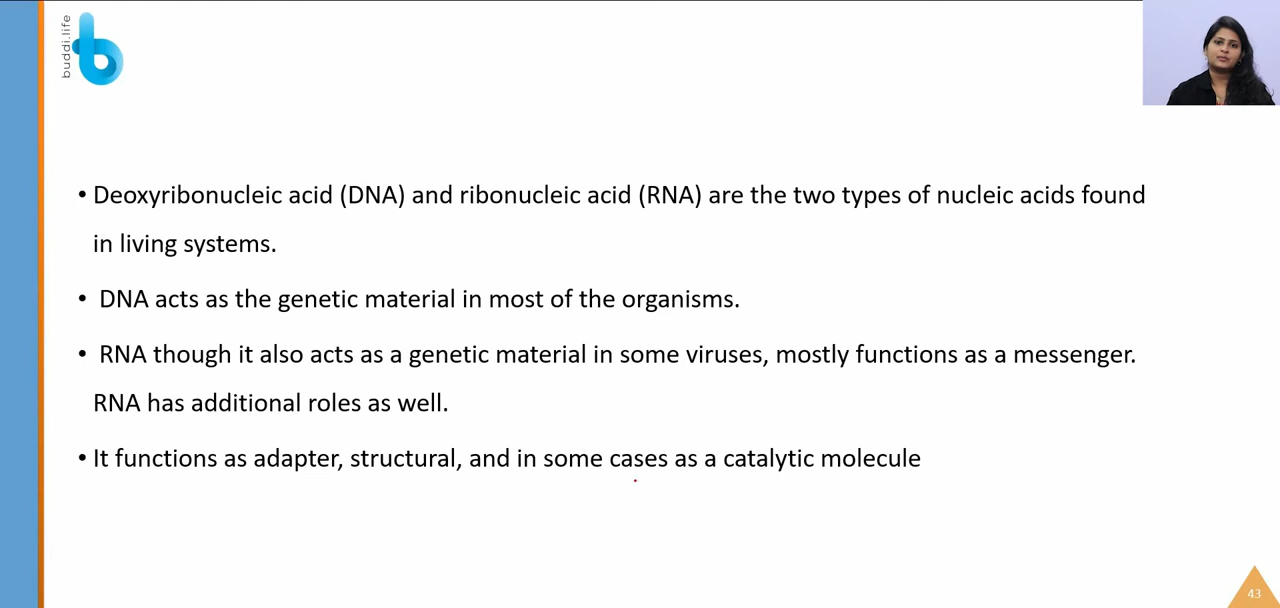 buddi.life
• Deoxyribonucleic acid (DNA) and ribonucleic acid (RNA) are the two types of nucleic acids found
in living systems.
• DNA acts as the genetic material in most of the organisms.
• RNA though it also acts as a genetic material in some viruses, mostly functions as a messenger.
RNA has additional roles as well.
• It functions as adapter, structural, and in some cases as a catalytic molecule
43